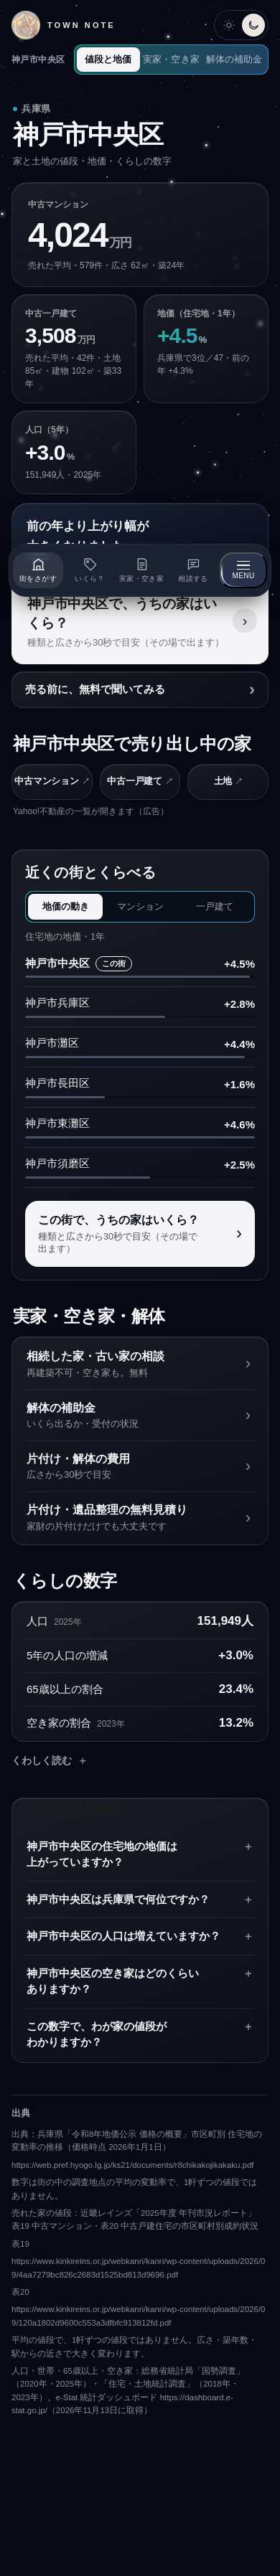 TOWN NOTE
神戸市中央区
値段と地価
実家・空き家
解体の補助金
兵庫県
神戸市中央区
家と土地の値段・地価・くらしの数字
中古マンション
4,024万円
売れた平均・579件・広さ 62㎡・築24年
中古一戸建て
3,508万円
売れた平均・42件・土地
85㎡・建物 102㎡・築33
年
地価（住宅地・1年）
+4.5%
兵庫県で3位／47・前の
年 +4.3%
人口（5年）
+3.0%
151,949人・2025年
前の年より上がり幅が
街をさがす
いくら？
実家・空き家
相談する
MENU
神戸市中央区で、うちの家はい
くら？
種類と広さから30秒で目安（その場で出ます）
›
売る前に、無料で聞いてみる
›
神戸市中央区で売り出し中の家
中古マンション ↗
中古一戸建て ↗
土地 ↗
Yahoo!不動産の一覧が開きます（広告）
近くの街とくらべる
地価の動き
マンション
一戸建て
住宅地の地価・1年
神戸市中央区 この街 +4.5%
神戸市兵庫区 +2.8%
神戸市灘区 +4.4%
神戸市長田区 +1.6%
神戸市東灘区 +4.6%
神戸市須磨区 +2.5%
この街で、うちの家はいくら？
種類と広さから30秒で目安（その場で
出ます）
›
実家・空き家・解体
相続した家・古い家の相談
再建築不可・空き家も。無料
›
解体の補助金
いくら出るか・受付の状況
›
片付け・解体の費用
広さから30秒で目安
›
片付け・遺品整理の無料見積り
家財の片付けだけでも大丈夫です
›
くらしの数字
人口 2025年 151,949人
5年の人口の増減 +3.0%
65歳以上の割合 23.4%
空き家の割合 2023年 13.2%
くわしく読む +
神戸市中央区の住宅地の地価は
上がっていますか？ +
神戸市中央区は兵庫県で何位ですか？ +
神戸市中央区の人口は増えていますか？ +
神戸市中央区の空き家はどのくらい
ありますか？ +
この数字で、わが家の値段が
わかりますか？ +
出典
出典：兵庫県「令和8年地価公示 価格の概要」市区町別 住宅地の
変動率の推移（価格時点 2026年1月1日）
https://web.pref.hyogo.lg.jp/ks21/documents/r8chikakojikakaku.pdf
数字は街の中の調査地点の平均の変動率で、1軒ずつの値段では
ありません。
売れた家の値段：近畿レインズ「2025年度 年刊市況レポート」
表19 中古マンション・表20 中古戸建住宅の市区町村別成約状況
表19
https://www.kinkireins.or.jp/webkanri/kanri/wp-content/uploads/2026/0
9/4aa7279bc826c2683d1525bd813d9696.pdf
表20
https://www.kinkireins.or.jp/webkanri/kanri/wp-content/uploads/2026/0
9/120a1802d9600c553a3dfbfc913812fd.pdf
平均の値段で、1軒ずつの値段ではありません。広さ・築年数・
駅からの近さで大きく変わります。
人口・世帯・65歳以上・空き家：総務省統計局「国勢調査」
（2020年・2025年）・「住宅・土地統計調査」（2018年・
2023年）。e-Stat 統計ダッシュボード https://dashboard.e-
stat.go.jp/（2026年11月13日に取得）